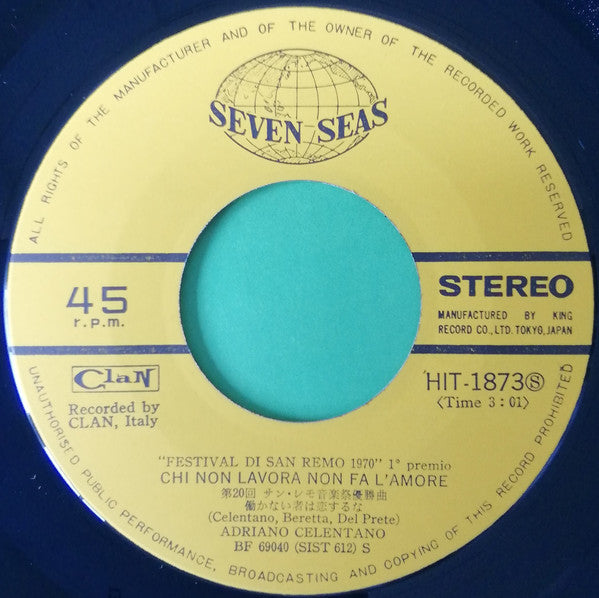 ALL RIGHTS OF THE MANUFACTURER AND OF THE OWNER OF THE RECORDED WORK RESERVED
SEVEN SEAS
45
r.p.m.
STEREO
MANUFACTURED BY KING
RECORD CO., LTD. TOKYO, JAPAN
ClaN
Recorded by
CLAN, Italy
HIT-1873Ⓢ
〈Time 3:01〉
"FESTIVAL DI SAN REMO 1970" 1° premio
CHI NON LAVORA NON FA L'AMORE
第20回 サン・レモ音楽祭優勝曲
働かない者は恋するな
(Celentano, Beretta, Del Prete)
ADRIANO CELENTANO
BF 69040 (SIST 612) S
UNAUTHORISED PUBLIC PERFORMANCE, BROADCASTING AND COPYING OF THIS RECORD PROHIBITED